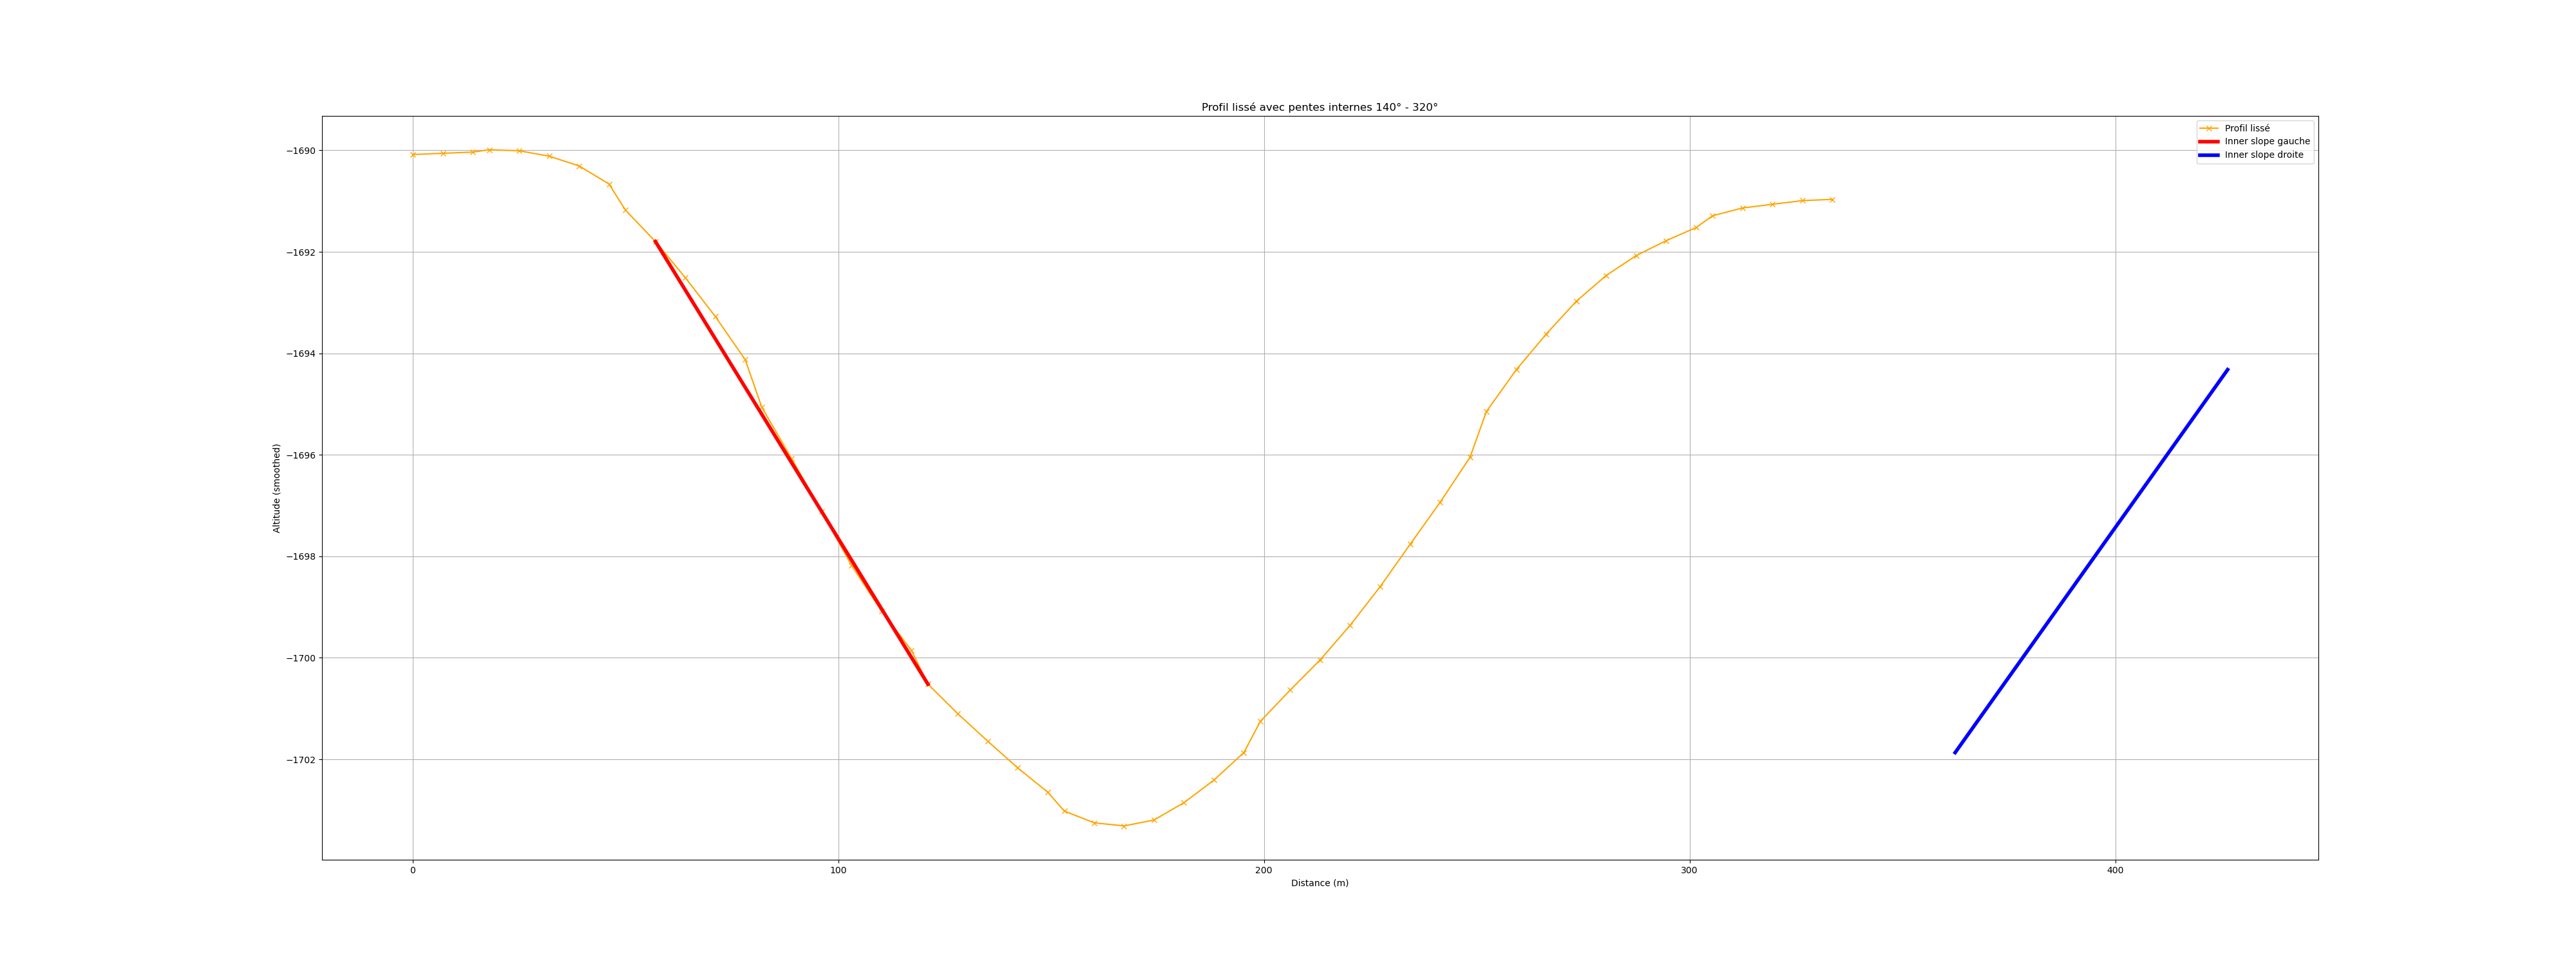 Profil lissé avec pentes internes 140° - 320°
Profil lissé
Inner slope gauche
Inner slope droite
Altitude (smoothed)
−1690
−1692
−1694
−1696
−1698
−1700
−1702
0 100 200 300 400
Distance (m)